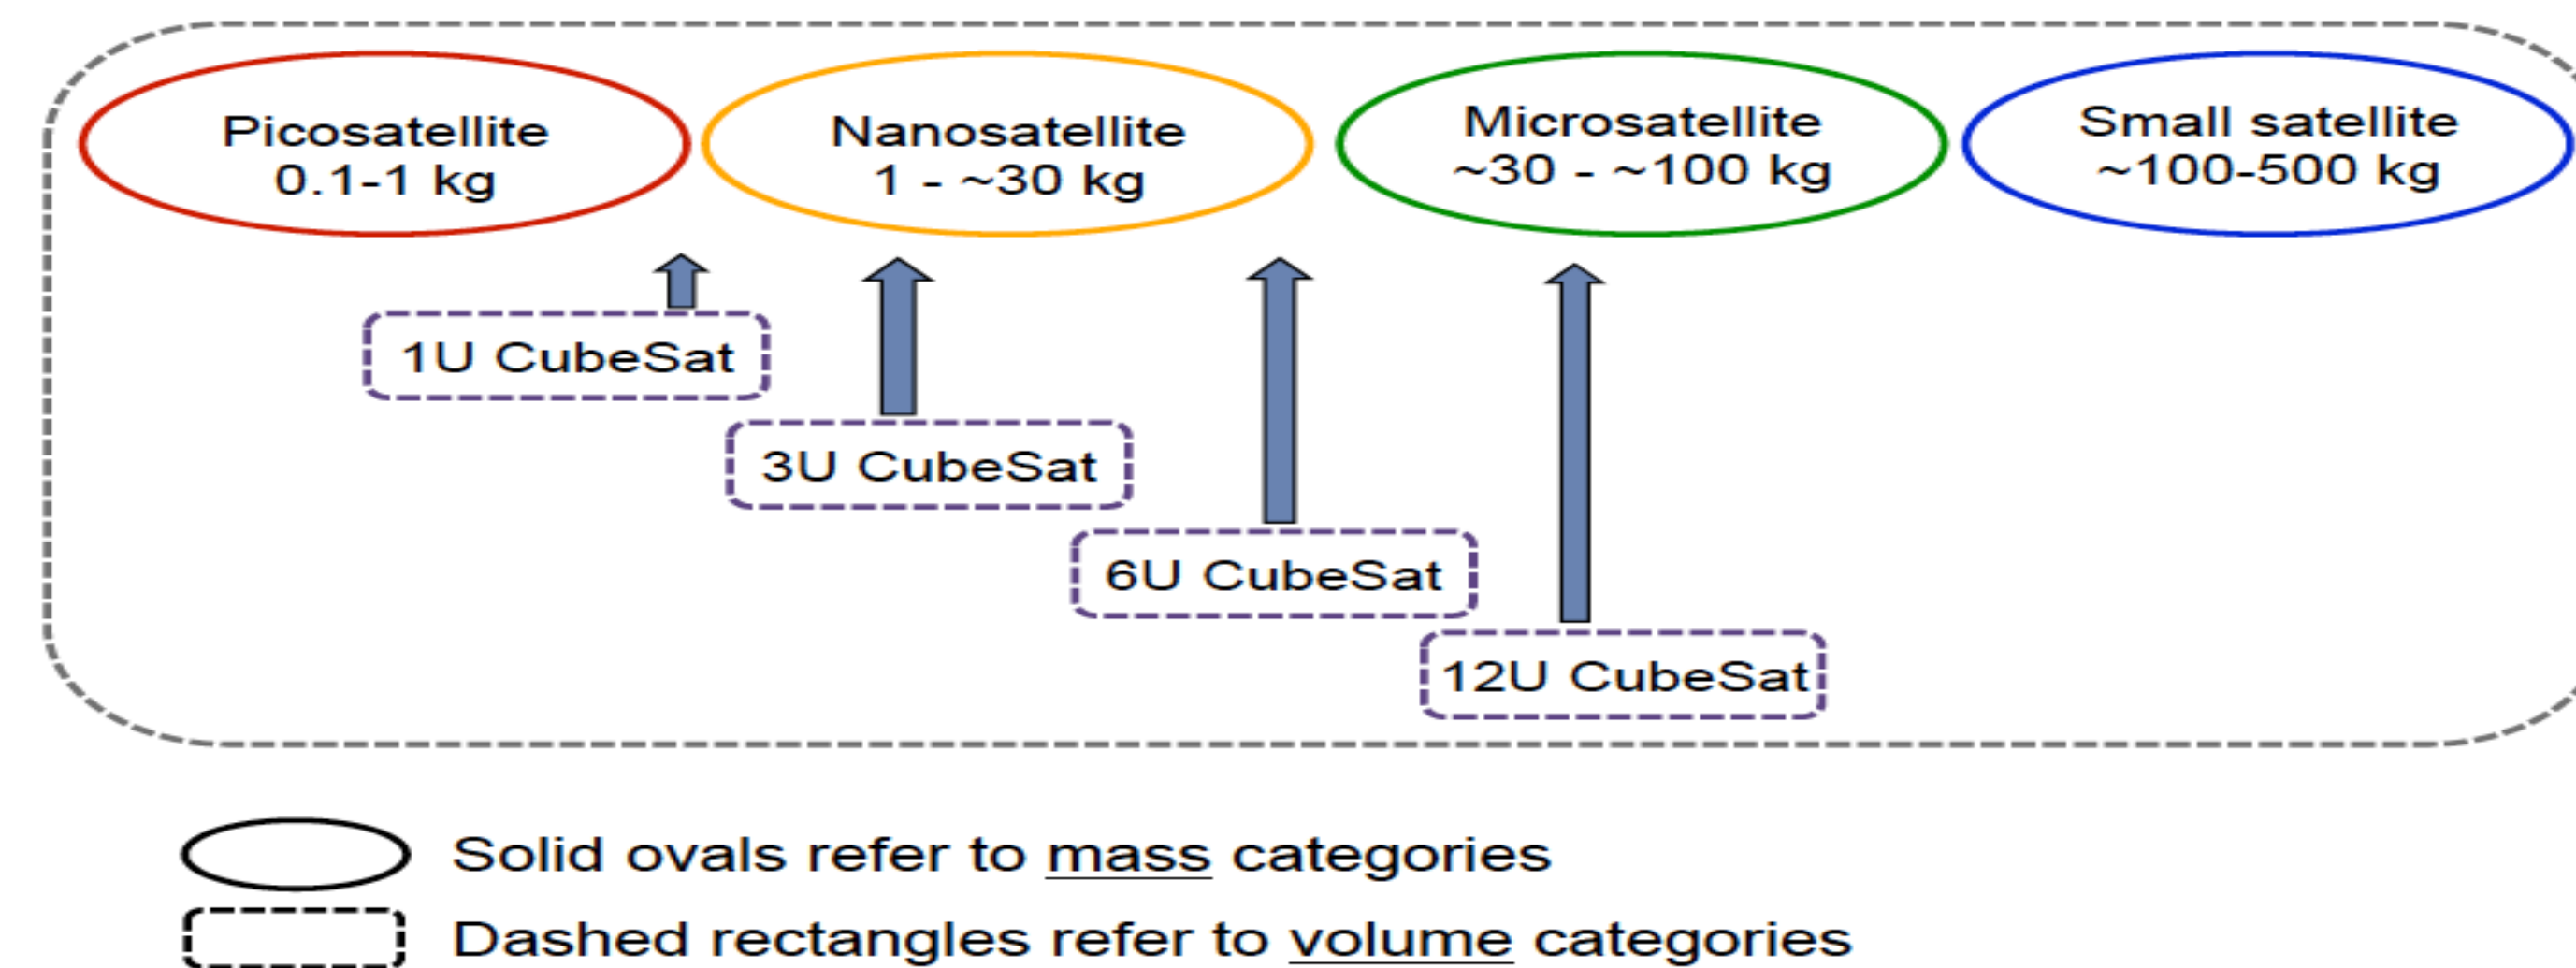 Picosatellite
0.1-1 kg
Nanosatellite
1 - ~30 kg
Microsatellite
~30 - ~100 kg
Small satellite
~100-500 kg
1U CubeSat
3U CubeSat
6U CubeSat
12U CubeSat
Solid ovals refer to mass categories
Dashed rectangles refer to volume categories